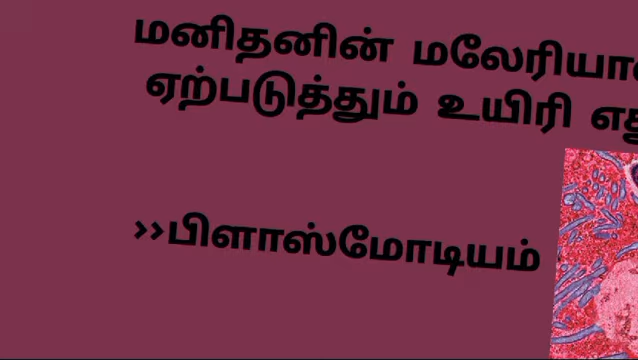 மனிதனின் மலேரியா
ஏற்படுத்தும் உயிரி
>>பிளாஸ்மோடியம்